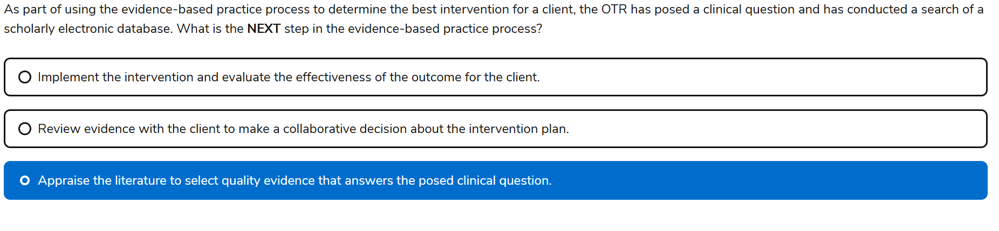 As part of using the evidence-based practice process to determine the best intervention for a client, the OTR has posed a clinical question and has conducted a search of a
scholarly electronic database. What is the NEXT step in the evidence-based practice process?
Implement the intervention and evaluate the effectiveness of the outcome for the client.
Review evidence with the client to make a collaborative decision about the intervention plan.
Appraise the literature to select quality evidence that answers the posed clinical question.